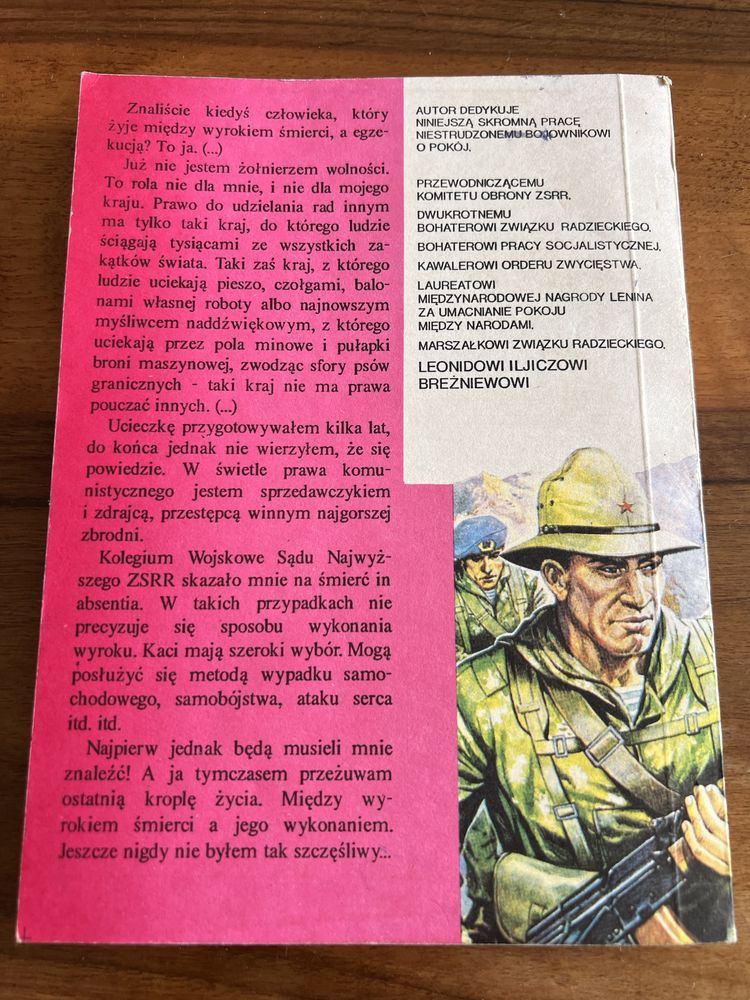 Znaliście kiedyś człowieka, który
żyje między wyrokiem śmierci, a egze-
kucją? To ja. (...)
Już nie jestem żołnierzem wolności.
To rola nie dla mnie, i nie dla mojego
kraju. Prawo do udzielania rad innym
ma tylko taki kraj, do którego ludzie
ściągają tysiącami ze wszystkich za-
kątków świata. Taki zaś kraj, z którego
ludzie uciekają pieszo, czołgami, balo-
nami własnej roboty albo najnowszym
myśliwcem naddźwiękowym, z którego
uciekają przez pola minowe i pułapki
broni maszynowej, zwodząc sfory psów
granicznych - taki kraj nie ma prawa
pouczać innych. (...)
Ucieczkę przygotowywałem kilka lat,
do końca jednak nie wierzyłem, że się
powiedzie. W świetle prawa komu-
nistycznego jestem sprzedawczykiem
i zdrajcą, przestępcą winnym najgorszej
zbrodni.
Kolegium Wojskowe Sądu Najwyż-
szego ZSRR skazało mnie na śmierć in
absentia. W takich przypadkach nie
precyzuje się sposobu wykonania
wyroku. Kaci mają szeroki wybór. Mogą
posłużyć się metodą wypadku samo-
chodowego, samobójstwa, ataku serca
itd. itd.
Najpierw jednak będą musieli mnie
znaleźć! A ja tymczasem przeżuwam
ostatnią kroplę życia. Między wy-
rokiem śmierci a jego wykonaniem.
Jeszcze nigdy nie byłem tak szczęśliwy...
AUTOR DEDYKUJE
NINIEJSZĄ SKROMNĄ PRACĘ
NIESTRUDZONEMU BOJOWNIKOWI
O POKÓJ,
PRZEWODNICZĄCEMU
KOMITETU OBRONY ZSRR,
DWUKROTNEMU
BOHATEROWI ZWIĄZKU RADZIECKIEGO,
BOHATEROWI PRACY SOCJALISTYCZNEJ,
KAWALEROWI ORDERU ZWYCIĘSTWA,
LAUREATOWI
MIĘDZYNARODOWEJ NAGRODY LENINA
ZA UMACNIANIE POKOJU
MIĘDZY NARODAMI,
MARSZAŁKOWI ZWIĄZKU RADZIECKIEGO,
LEONIDOWI ILJICZOWI
BREŻNIEWOWI